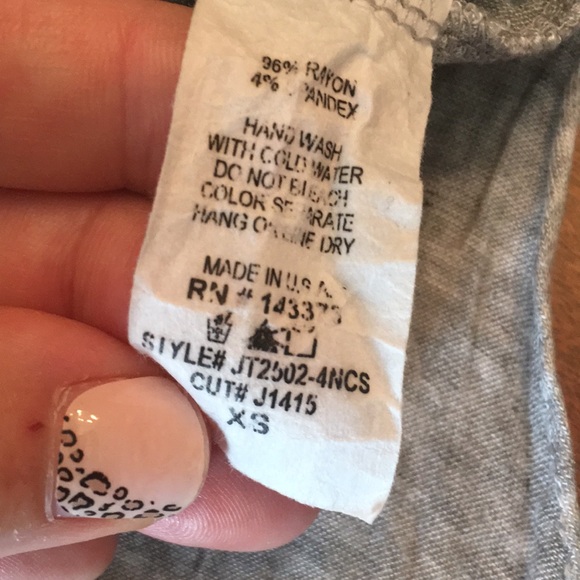 96% RAYON
4% SPANDEX
HAND WASH
WITH COLD WATER
DO NOT BLEACH
COLOR SEPARATE
HANG OR LINE DRY
MADE IN U.S.A.
RN #
STYLE# JT2502-4NCS
CUT# J1415
XS